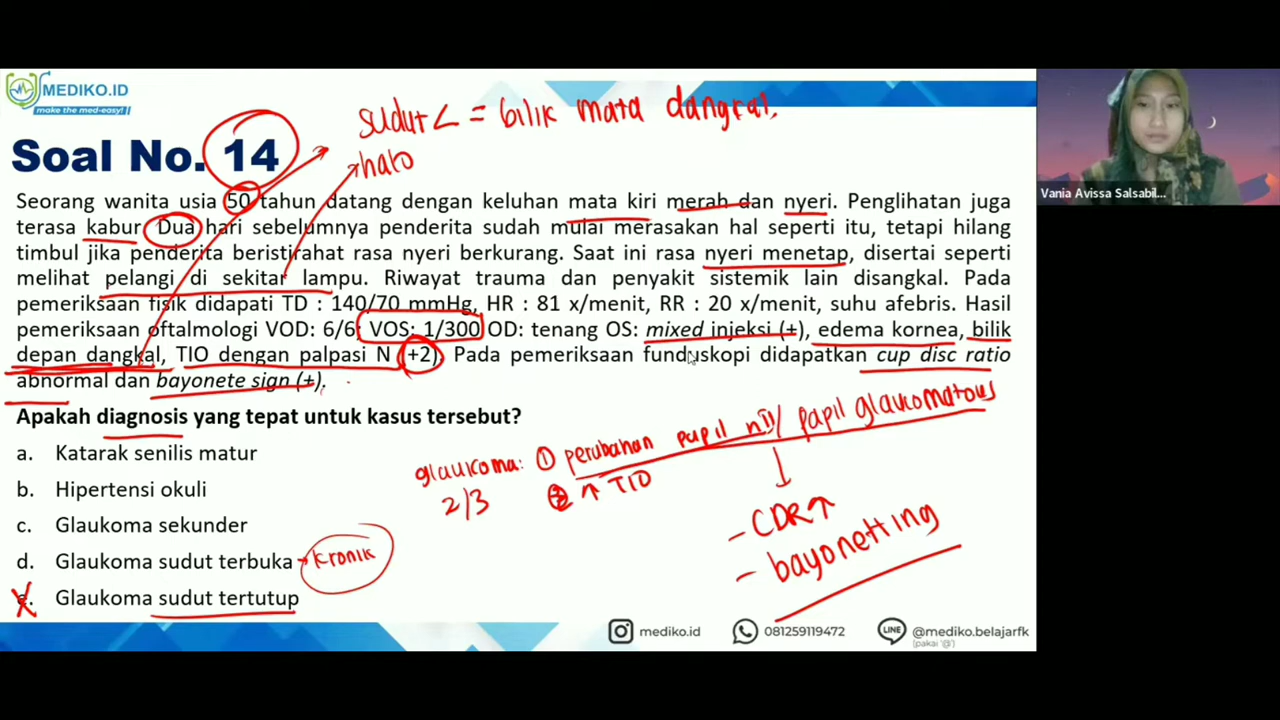 MEDIKO.ID
make the med-easy!
sudut < = bilik mata dangkal.
halo
Soal No. 14
Seorang wanita usia 50 tahun datang dengan keluhan mata kiri merah dan nyeri. Penglihatan juga
terasa kabur Dua hari sebelumnya penderita sudah mulai merasakan hal seperti itu, tetapi hilang
timbul jika penderita beristirahat rasa nyeri berkurang. Saat ini rasa nyeri menetap, disertai seperti
melihat pelangi di sekitar lampu. Riwayat trauma dan penyakit sistemik lain disangkal. Pada
pemeriksaan fisik didapati TD : 140/70 mmHg, HR : 81 x/menit, RR : 20 x/menit, suhu afebris. Hasil
pemeriksaan oftalmologi VOD: 6/6; VOS: 1/300 OD: tenang OS: mixed injeksi (+), edema kornea, bilik
depan dangkal, TIO dengan palpasi N (+2). Pada pemeriksaan funduskopi didapatkan cup disc ratio
abnormal dan bayonete sign (+).
Apakah diagnosis yang tepat untuk kasus tersebut?
a. Katarak senilis matur
b. Hipertensi okuli
c. Glaukoma sekunder
d. Glaukoma sudut terbuka → kronik
e. Glaukoma sudut tertutup
glaukoma: ① perubahan papil nII/ papil glaukomatous
2/3 ② ↑ TIO
- CDR↑
- bayonetting
mediko.id
081259119472
LINE
@mediko.belajarfk
(pakai '@')
Vania Avissa Salsabil...